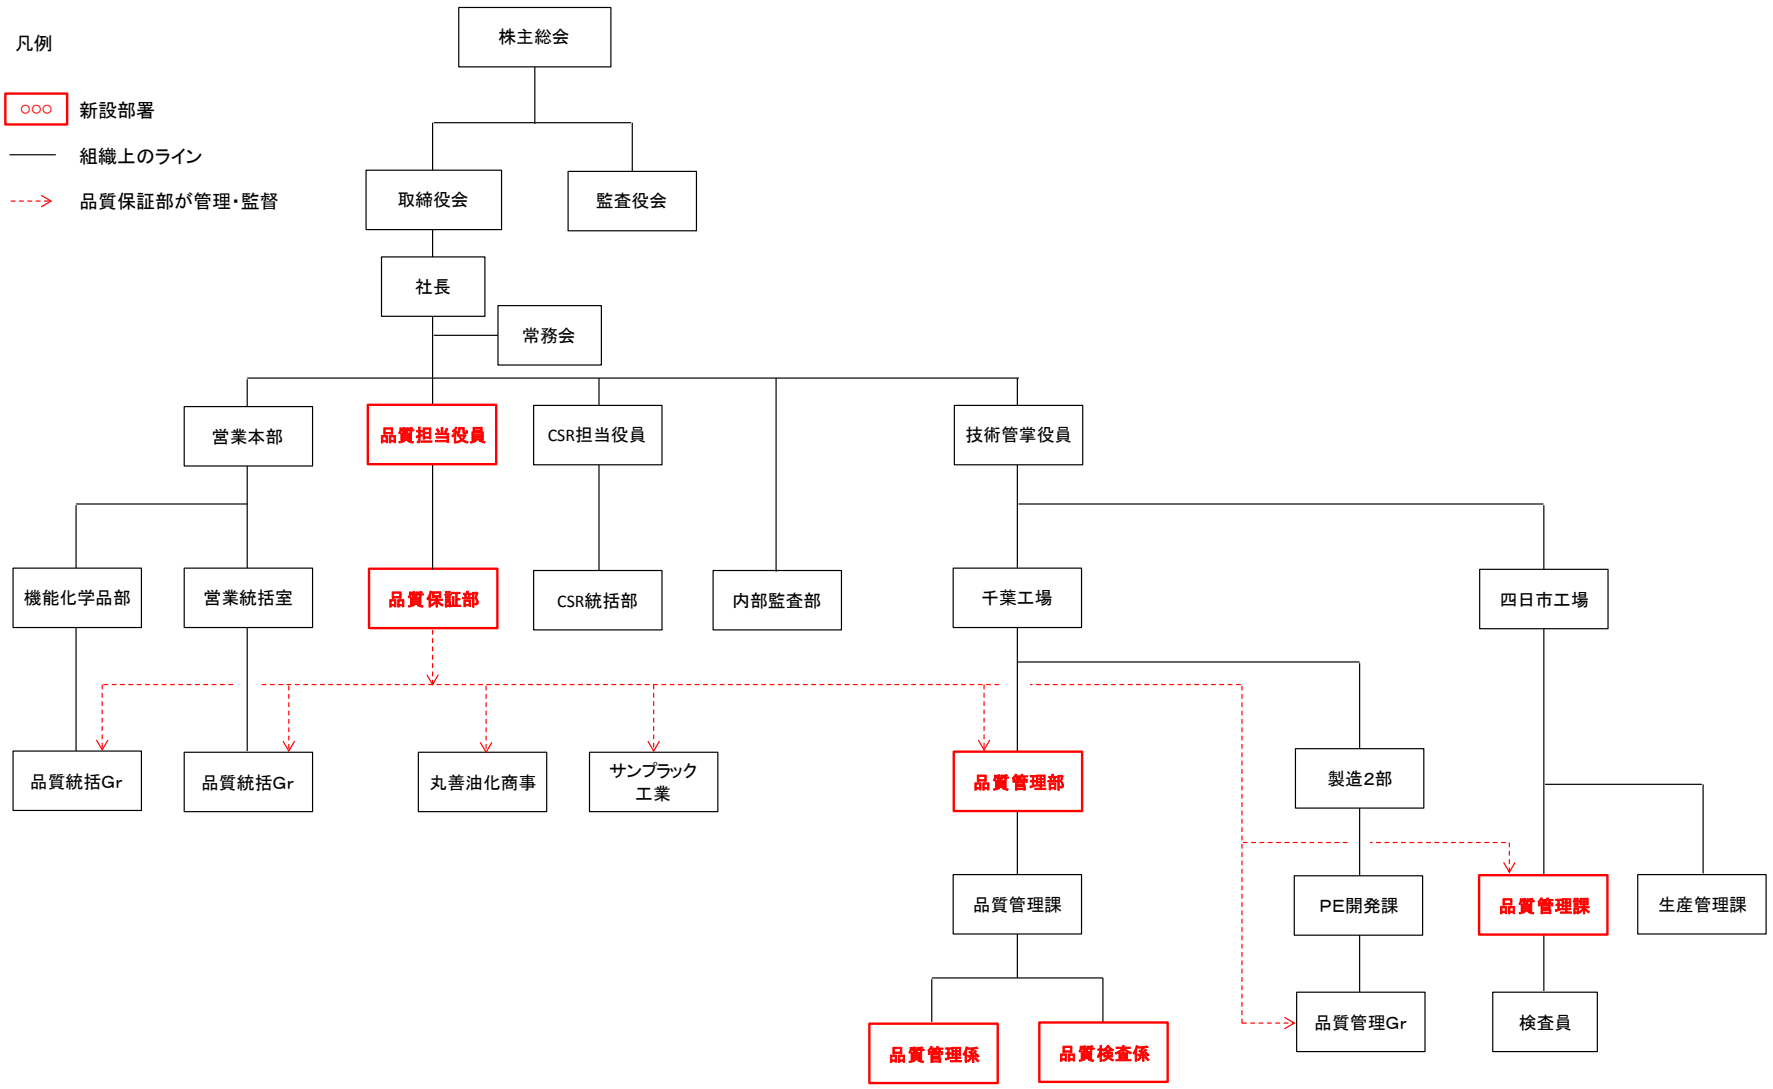 株主総会
凡例
○○○
新設部署
組織上のライン
品質保証部が管理・監督
取締役会
監査役会
社長
常務会
営業本部
品質担当役員
CSR担当役員
技術管掌役員
機能化学品部
営業統括室
品質保証部
CSR統括部
内部監査部
千葉工場
四日市工場
品質統括Gr
品質統括Gr
丸善油化商事
サンプラック
工業
品質管理部
製造2部
品質管理課
PE開発課
品質管理課
生産管理課
品質管理係
品質検査係
品質管理Gr
検査員